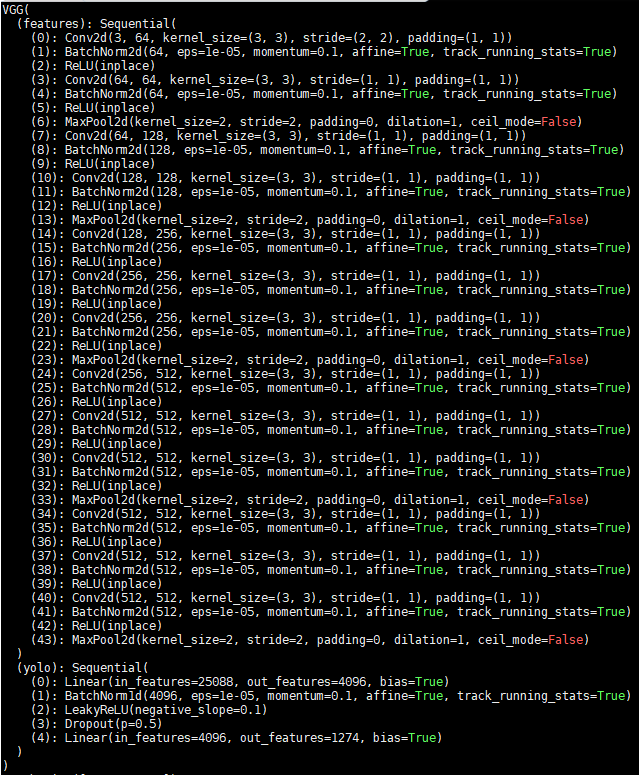 VGG(
  (features): Sequential(
    (0): Conv2d(3, 64, kernel_size=(3, 3), stride=(2, 2), padding=(1, 1))
    (1): BatchNorm2d(64, eps=1e-05, momentum=0.1, affine=True, track_running_stats=True)
    (2): ReLU(inplace)
    (3): Conv2d(64, 64, kernel_size=(3, 3), stride=(1, 1), padding=(1, 1))
    (4): BatchNorm2d(64, eps=1e-05, momentum=0.1, affine=True, track_running_stats=True)
    (5): ReLU(inplace)
    (6): MaxPool2d(kernel_size=2, stride=2, padding=0, dilation=1, ceil_mode=False)
    (7): Conv2d(64, 128, kernel_size=(3, 3), stride=(1, 1), padding=(1, 1))
    (8): BatchNorm2d(128, eps=1e-05, momentum=0.1, affine=True, track_running_stats=True)
    (9): ReLU(inplace)
    (10): Conv2d(128, 128, kernel_size=(3, 3), stride=(1, 1), padding=(1, 1))
    (11): BatchNorm2d(128, eps=1e-05, momentum=0.1, affine=True, track_running_stats=True)
    (12): ReLU(inplace)
    (13): MaxPool2d(kernel_size=2, stride=2, padding=0, dilation=1, ceil_mode=False)
    (14): Conv2d(128, 256, kernel_size=(3, 3), stride=(1, 1), padding=(1, 1))
    (15): BatchNorm2d(256, eps=1e-05, momentum=0.1, affine=True, track_running_stats=True)
    (16): ReLU(inplace)
    (17): Conv2d(256, 256, kernel_size=(3, 3), stride=(1, 1), padding=(1, 1))
    (18): BatchNorm2d(256, eps=1e-05, momentum=0.1, affine=True, track_running_stats=True)
    (19): ReLU(inplace)
    (20): Conv2d(256, 256, kernel_size=(3, 3), stride=(1, 1), padding=(1, 1))
    (21): BatchNorm2d(256, eps=1e-05, momentum=0.1, affine=True, track_running_stats=True)
    (22): ReLU(inplace)
    (23): MaxPool2d(kernel_size=2, stride=2, padding=0, dilation=1, ceil_mode=False)
    (24): Conv2d(256, 512, kernel_size=(3, 3), stride=(1, 1), padding=(1, 1))
    (25): BatchNorm2d(512, eps=1e-05, momentum=0.1, affine=True, track_running_stats=True)
    (26): ReLU(inplace)
    (27): Conv2d(512, 512, kernel_size=(3, 3), stride=(1, 1), padding=(1, 1))
    (28): BatchNorm2d(512, eps=1e-05, momentum=0.1, affine=True, track_running_stats=True)
    (29): ReLU(inplace)
    (30): Conv2d(512, 512, kernel_size=(3, 3), stride=(1, 1), padding=(1, 1))
    (31): BatchNorm2d(512, eps=1e-05, momentum=0.1, affine=True, track_running_stats=True)
    (32): ReLU(inplace)
    (33): MaxPool2d(kernel_size=2, stride=2, padding=0, dilation=1, ceil_mode=False)
    (34): Conv2d(512, 512, kernel_size=(3, 3), stride=(1, 1), padding=(1, 1))
    (35): BatchNorm2d(512, eps=1e-05, momentum=0.1, affine=True, track_running_stats=True)
    (36): ReLU(inplace)
    (37): Conv2d(512, 512, kernel_size=(3, 3), stride=(1, 1), padding=(1, 1))
    (38): BatchNorm2d(512, eps=1e-05, momentum=0.1, affine=True, track_running_stats=True)
    (39): ReLU(inplace)
    (40): Conv2d(512, 512, kernel_size=(3, 3), stride=(1, 1), padding=(1, 1))
    (41): BatchNorm2d(512, eps=1e-05, momentum=0.1, affine=True, track_running_stats=True)
    (42): ReLU(inplace)
    (43): MaxPool2d(kernel_size=2, stride=2, padding=0, dilation=1, ceil_mode=False)
  )
  (yolo): Sequential(
    (0): Linear(in_features=25088, out_features=4096, bias=True)
    (1): BatchNorm1d(4096, eps=1e-05, momentum=0.1, affine=True, track_running_stats=True)
    (2): LeakyReLU(negative_slope=0.1)
    (3): Dropout(p=0.5)
    (4): Linear(in_features=4096, out_features=1274, bias=True)
  )
)